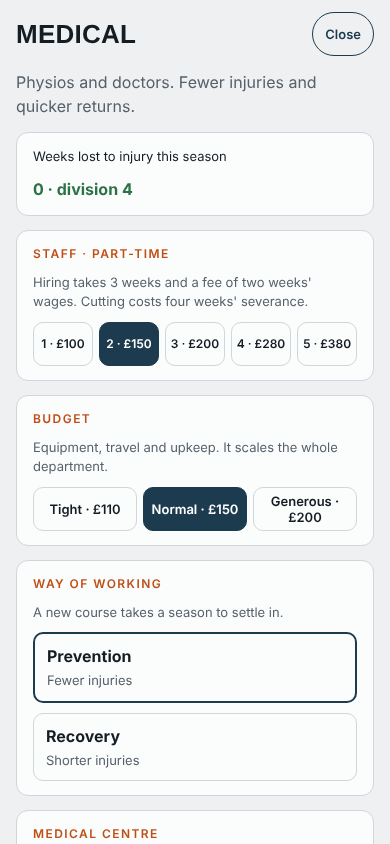 MEDICAL
Close
Physios and doctors. Fewer injuries and
quicker returns.
Weeks lost to injury this season
0 · division 4
STAFF · PART-TIME
Hiring takes 3 weeks and a fee of two weeks'
wages. Cutting costs four weeks' severance.
1 · £100
2 · £150
3 · £200
4 · £280
5 · £380
BUDGET
Equipment, travel and upkeep. It scales the whole
department.
Tight · £110
Normal · £150
Generous ·
£200
WAY OF WORKING
A new course takes a season to settle in.
Prevention
Fewer injuries
Recovery
Shorter injuries
MEDICAL CENTRE